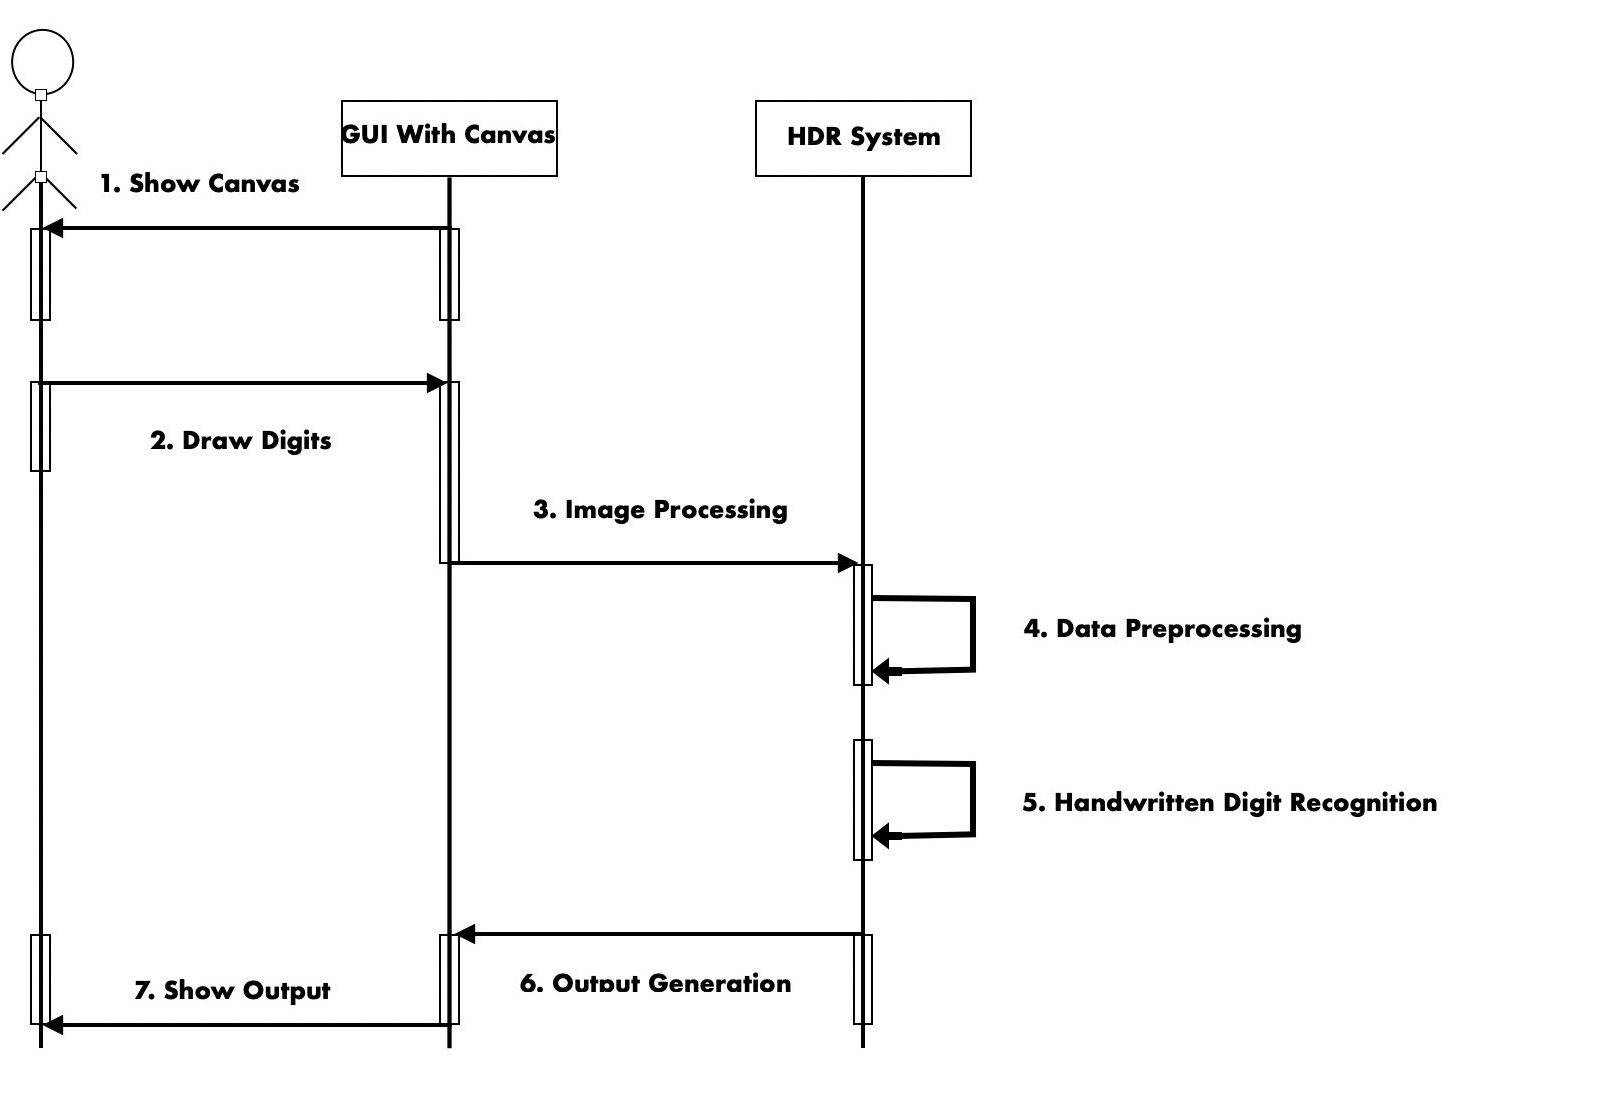 GUI With Canvas
HDR System
1. Show Canvas
2. Draw Digits
3. Image Processing
4. Data Preprocessing
5. Handwritten Digit Recognition
6. Output Generation
7. Show Output